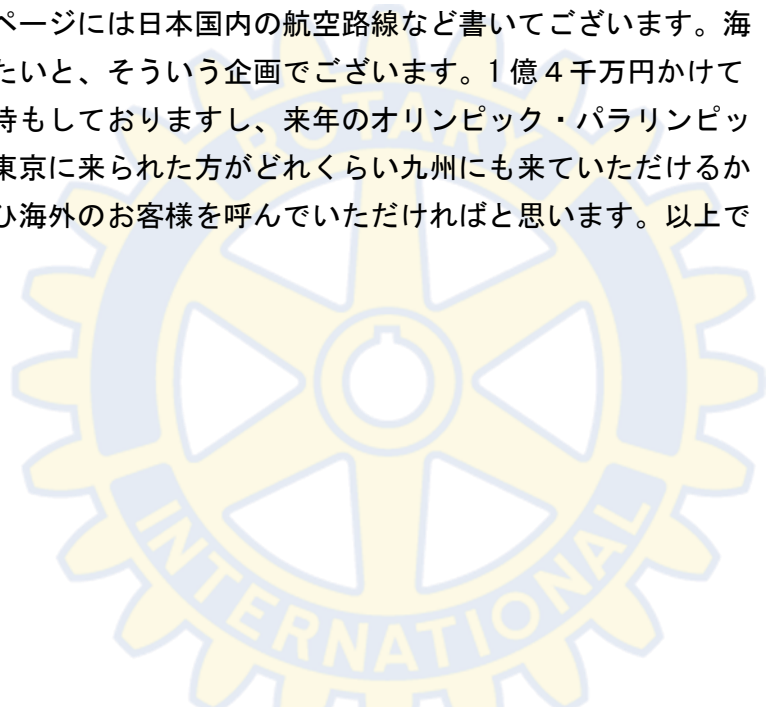 ページには日本国内の航空路線など書いてございます。海
たいと、そういう企画でございます。1億4千万円かけて
待もしておりますし、来年のオリンピック・パラリンピッ
東京に来られた方がどれくらい九州にも来ていただけるか
ひ海外のお客様を呼んでいただければと思います。以上で
ROTARY
INTERNATIONAL